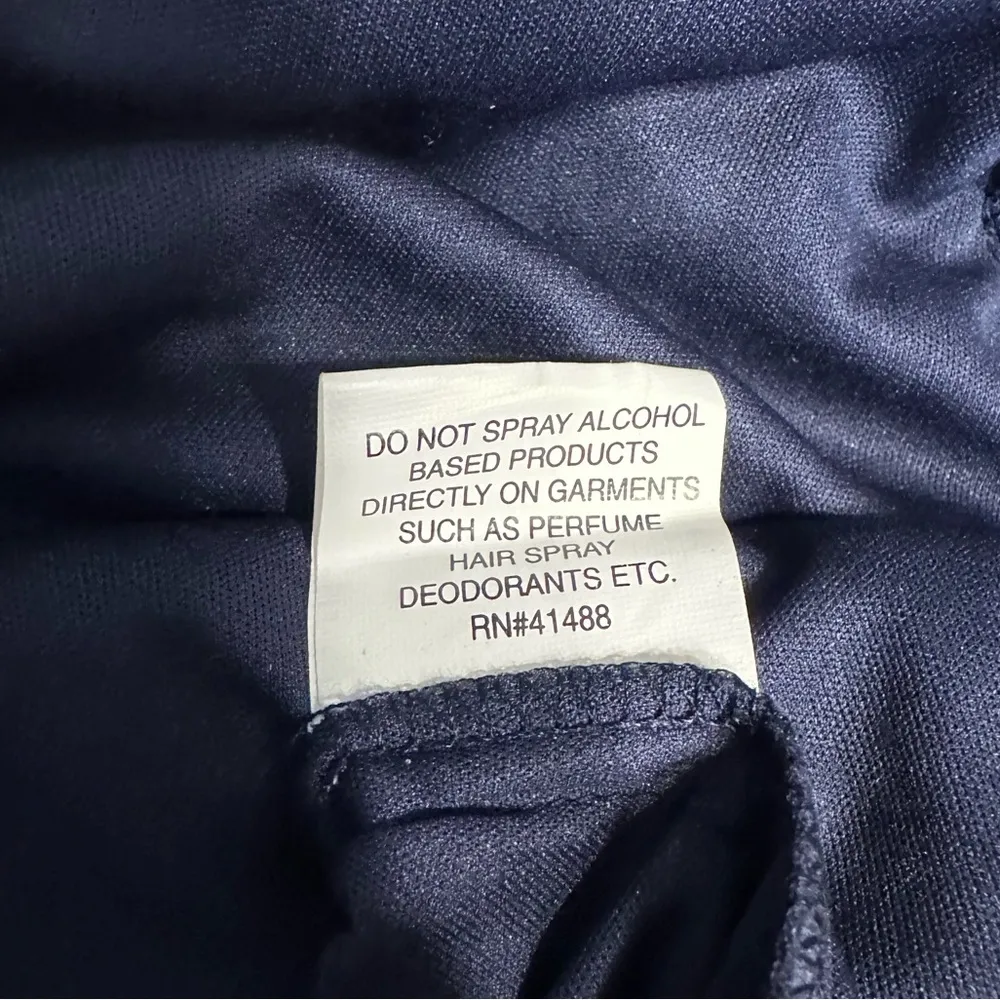 DO NOT SPRAY ALCOHOL
BASED PRODUCTS
DIRECTLY ON GARMENTS
SUCH AS PERFUME
HAIR SPRAY
DEODORANTS ETC.
RN#41488